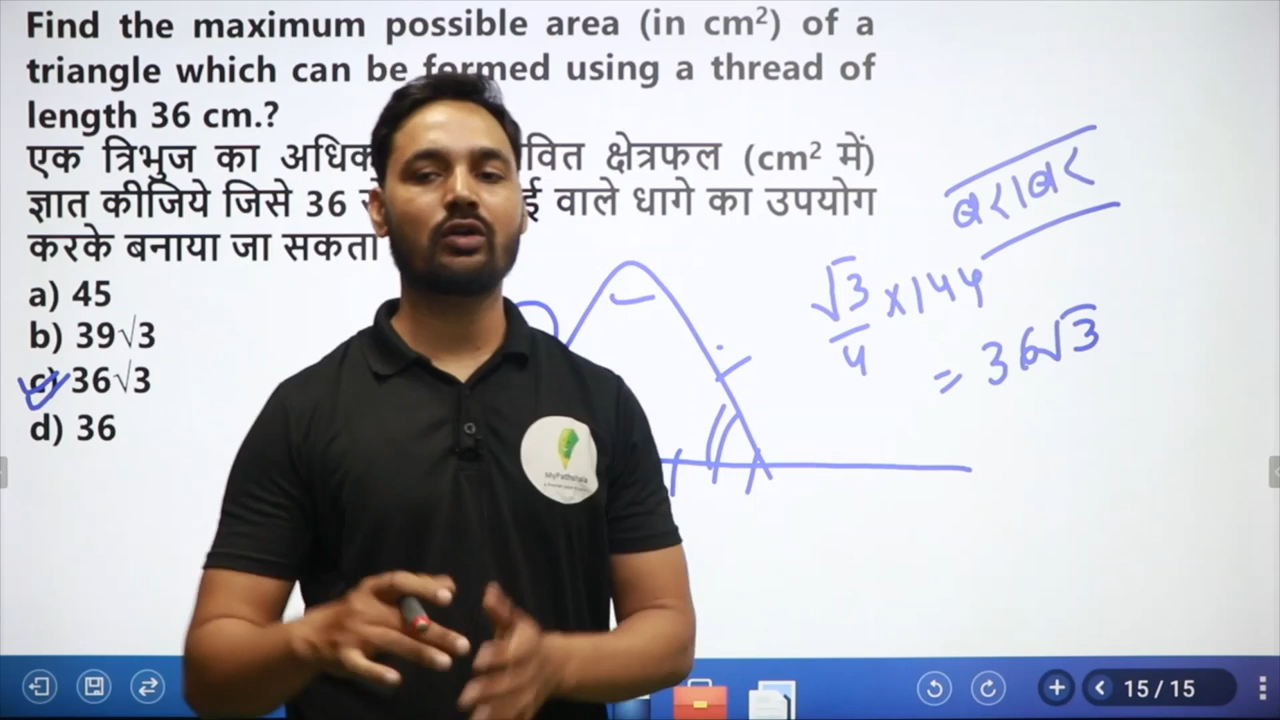 Find the maximum possible area (in cm²) of a
triangle which can be formed using a thread of
length 36 cm.?
एक त्रिभुज का क्षेत्रफल (cm² में)
ज्ञात कीजिये जिसे 36 वाले धागे का उपयोग
करके बनाया जा सकता
a) 45
b) 39√3
c) 36√3
d) 36
बराबर
√3/4 ×144
= 36√3
MyPathshala
15 / 15